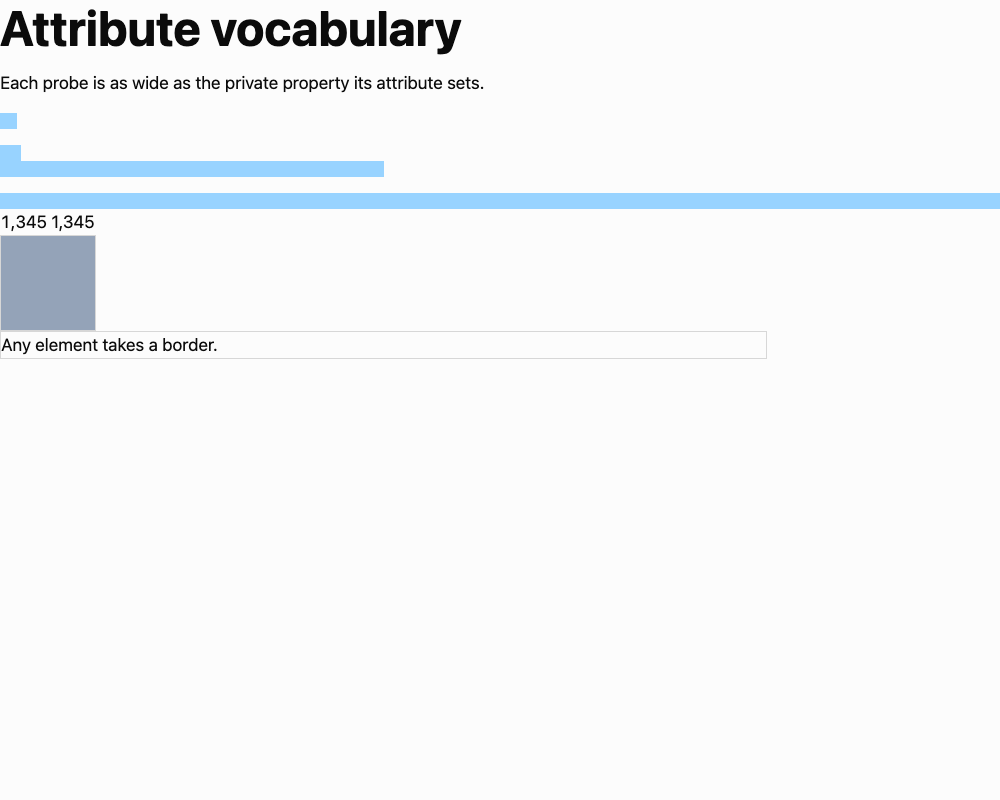 Attribute vocabulary
Each probe is as wide as the private property its attribute sets.
1,345 1,345
Any element takes a border.